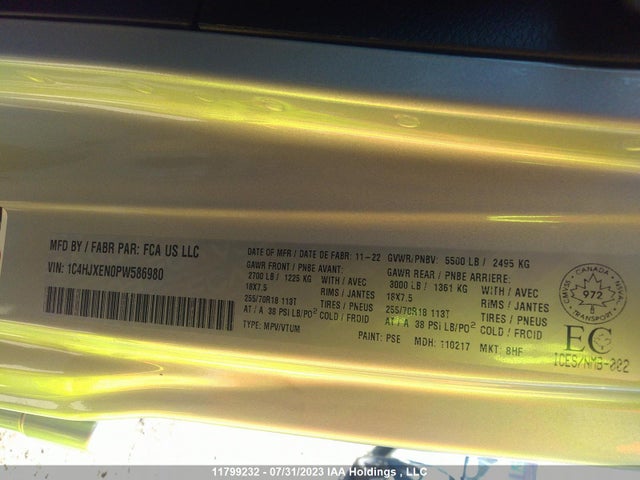 MFD BY / FABR PAR: FCA US LLC
VIN: 1C4HJXEN0PW586980
DATE OF MFR / DATE DE FABR: 11-22
GAWR FRONT / PNBE AVANT:
2700 LB / 1225 KG WITH / AVEC
18X7.5 RIMS / JANTES
255/70R18 113T TIRES / PNEUS
AT / A 38 PSI LB/PO² COLD / FROID
TYPE: MPV/VTUM
GVWR/PNBV: 5500 LB / 2495 KG
GAWR REAR / PNBE ARRIERE:
3000 LB / 1361 KG WITH / AVEC
18X7.5 RIMS / JANTES
255/70R18 113T TIRES / PNEUS
AT / A 38 PSI LB/PO² COLD / FROID
PAINT: PSE MDH: 110217 MKT: 8HF
CANADA
CMVSS NSVAC
972
TRANSPORT
EC
ICES/NMB-002
11799232 - 07/31/2023 IAA Holdings , LLC